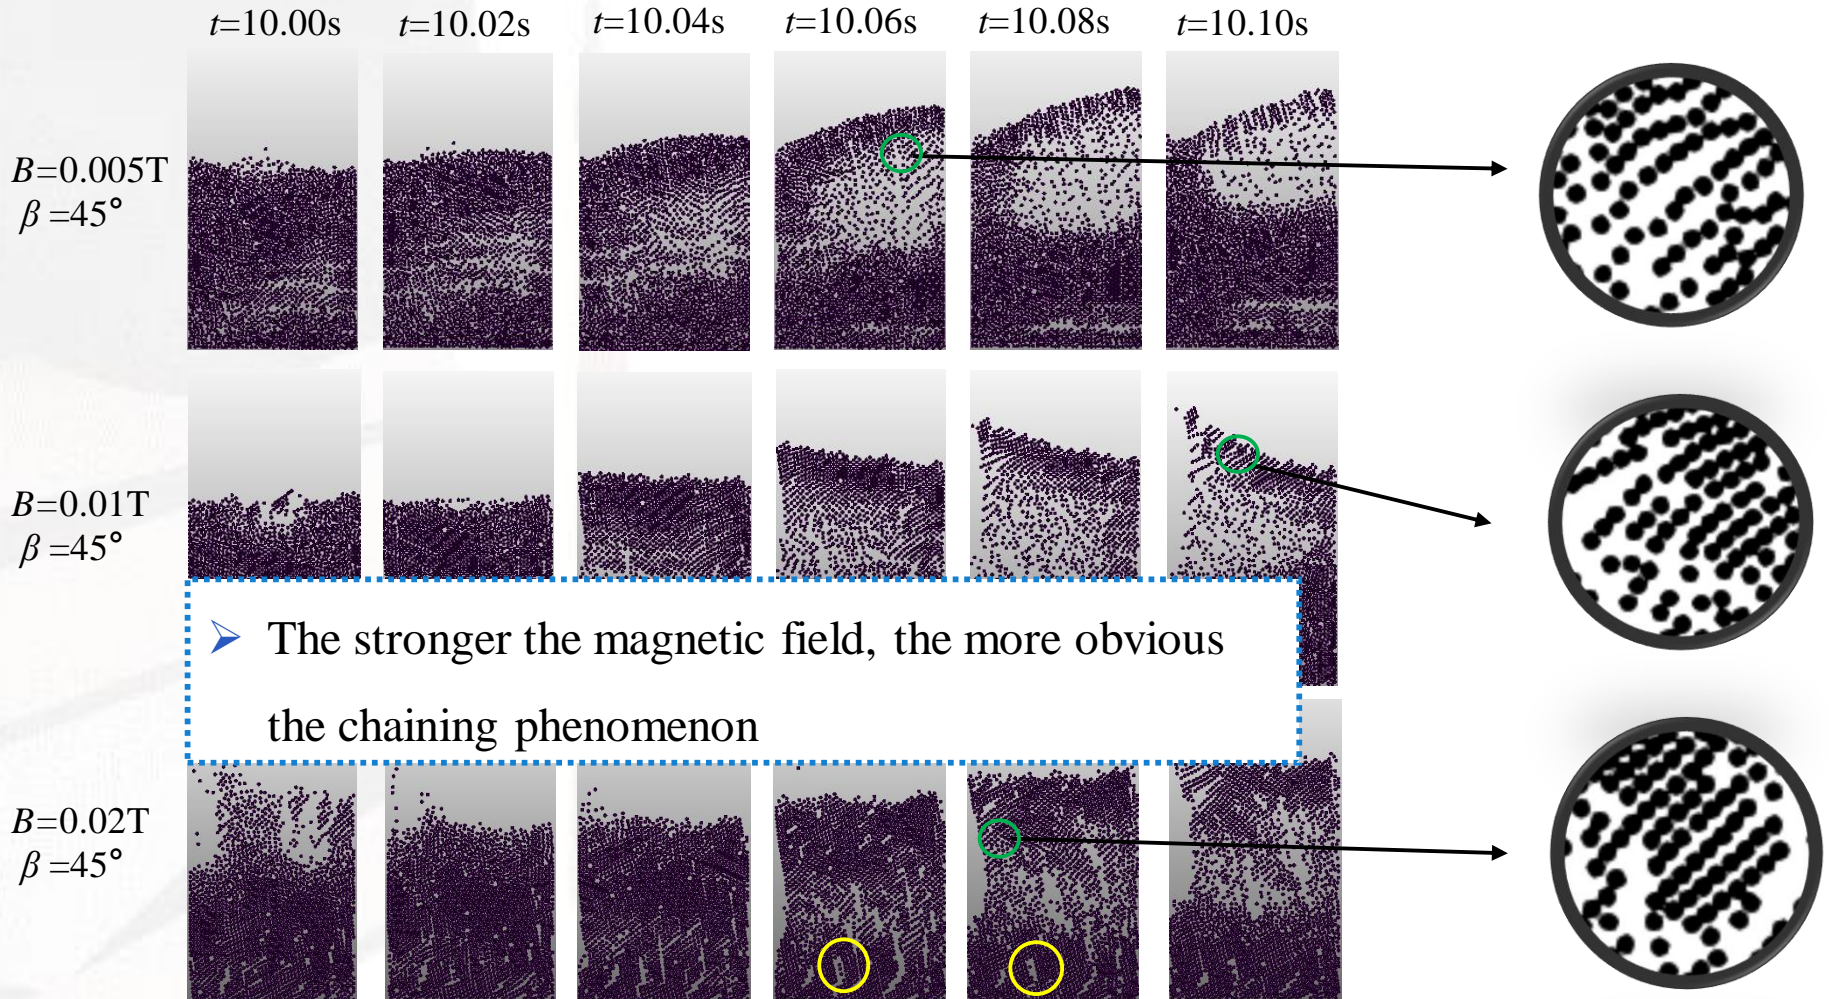 t=10.00s t=10.02s t=10.04s t=10.06s t=10.08s t=10.10s
B=0.005T
β =45°
B=0.01T
β =45°
➢ The stronger the magnetic field, the more obvious
the chaining phenomenon
B=0.02T
β =45°